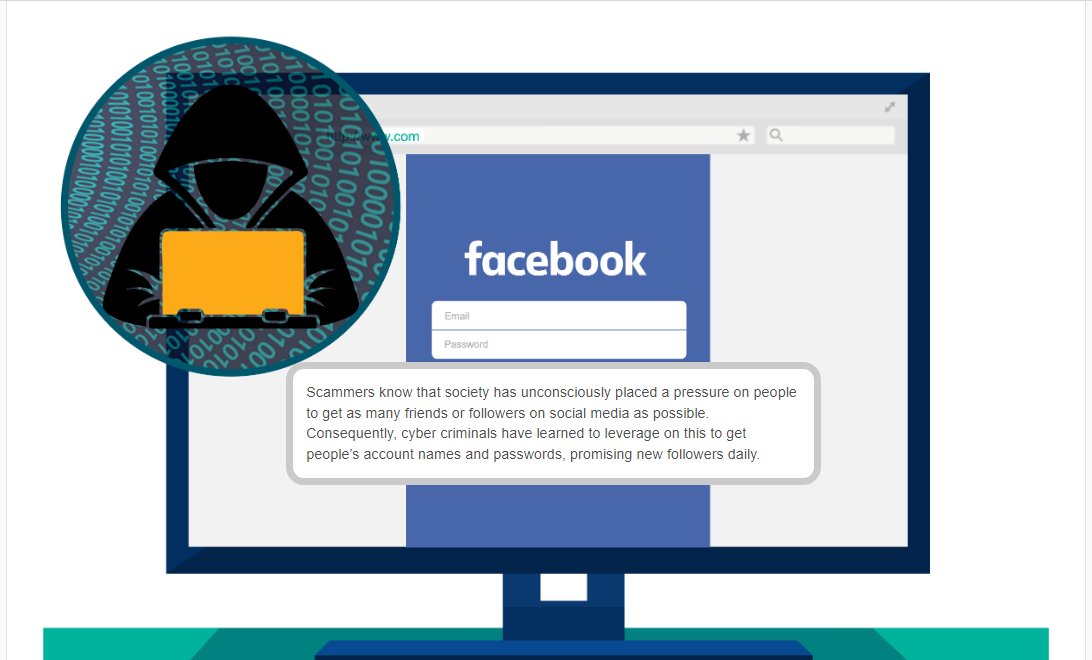 http://www.com
facebook
Email
Password
Scammers know that society has unconsciously placed a pressure on people
to get as many friends or followers on social media as possible.
Consequently, cyber criminals have learned to leverage on this to get
people’s account names and passwords, promising new followers daily.